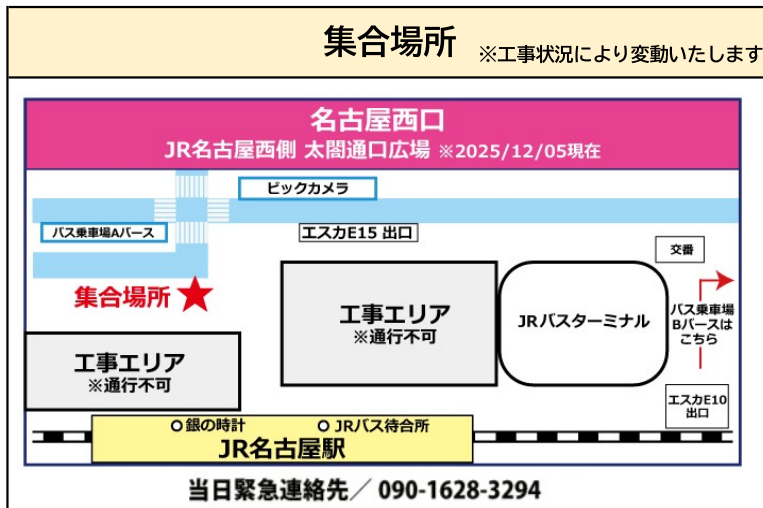 集合場所 ※工事状況により変動いたします
名古屋西口
JR名古屋西側 太閤通口広場 ※2025/12/05現在
ビックカメラ
バス乗車場Aバース
エスカE15 出口
交番
集合場所
工事エリア
※通行不可
JRバスターミナル
バス乗車場
Bバースは
こちら
工事エリア
※通行不可
エスカE10
出口
銀の時計
JRバス待合所
JR名古屋駅
当日緊急連絡先／ 090-1628-3294